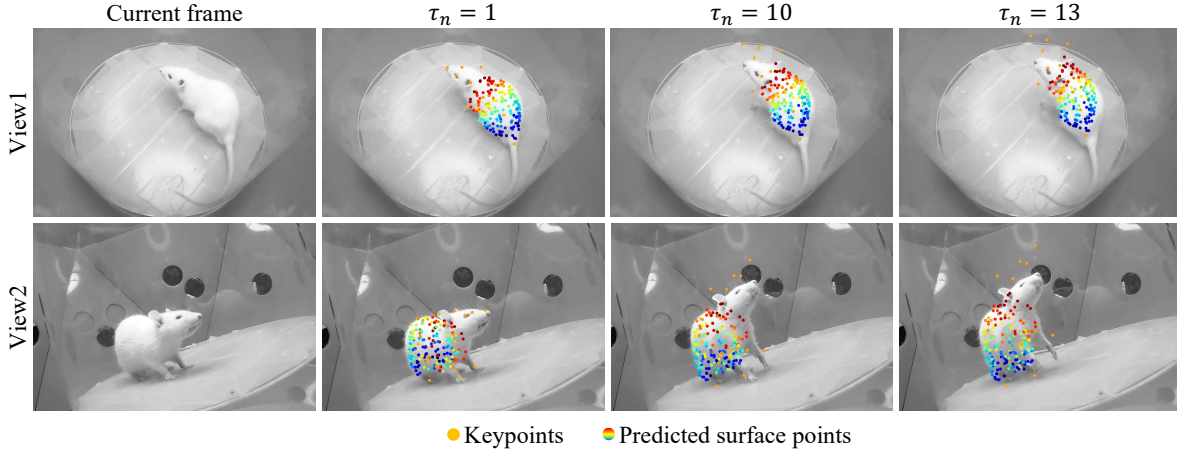 Current frame
τₙ = 1
τₙ = 10
τₙ = 13
View1
View2
Keypoints
Predicted surface points